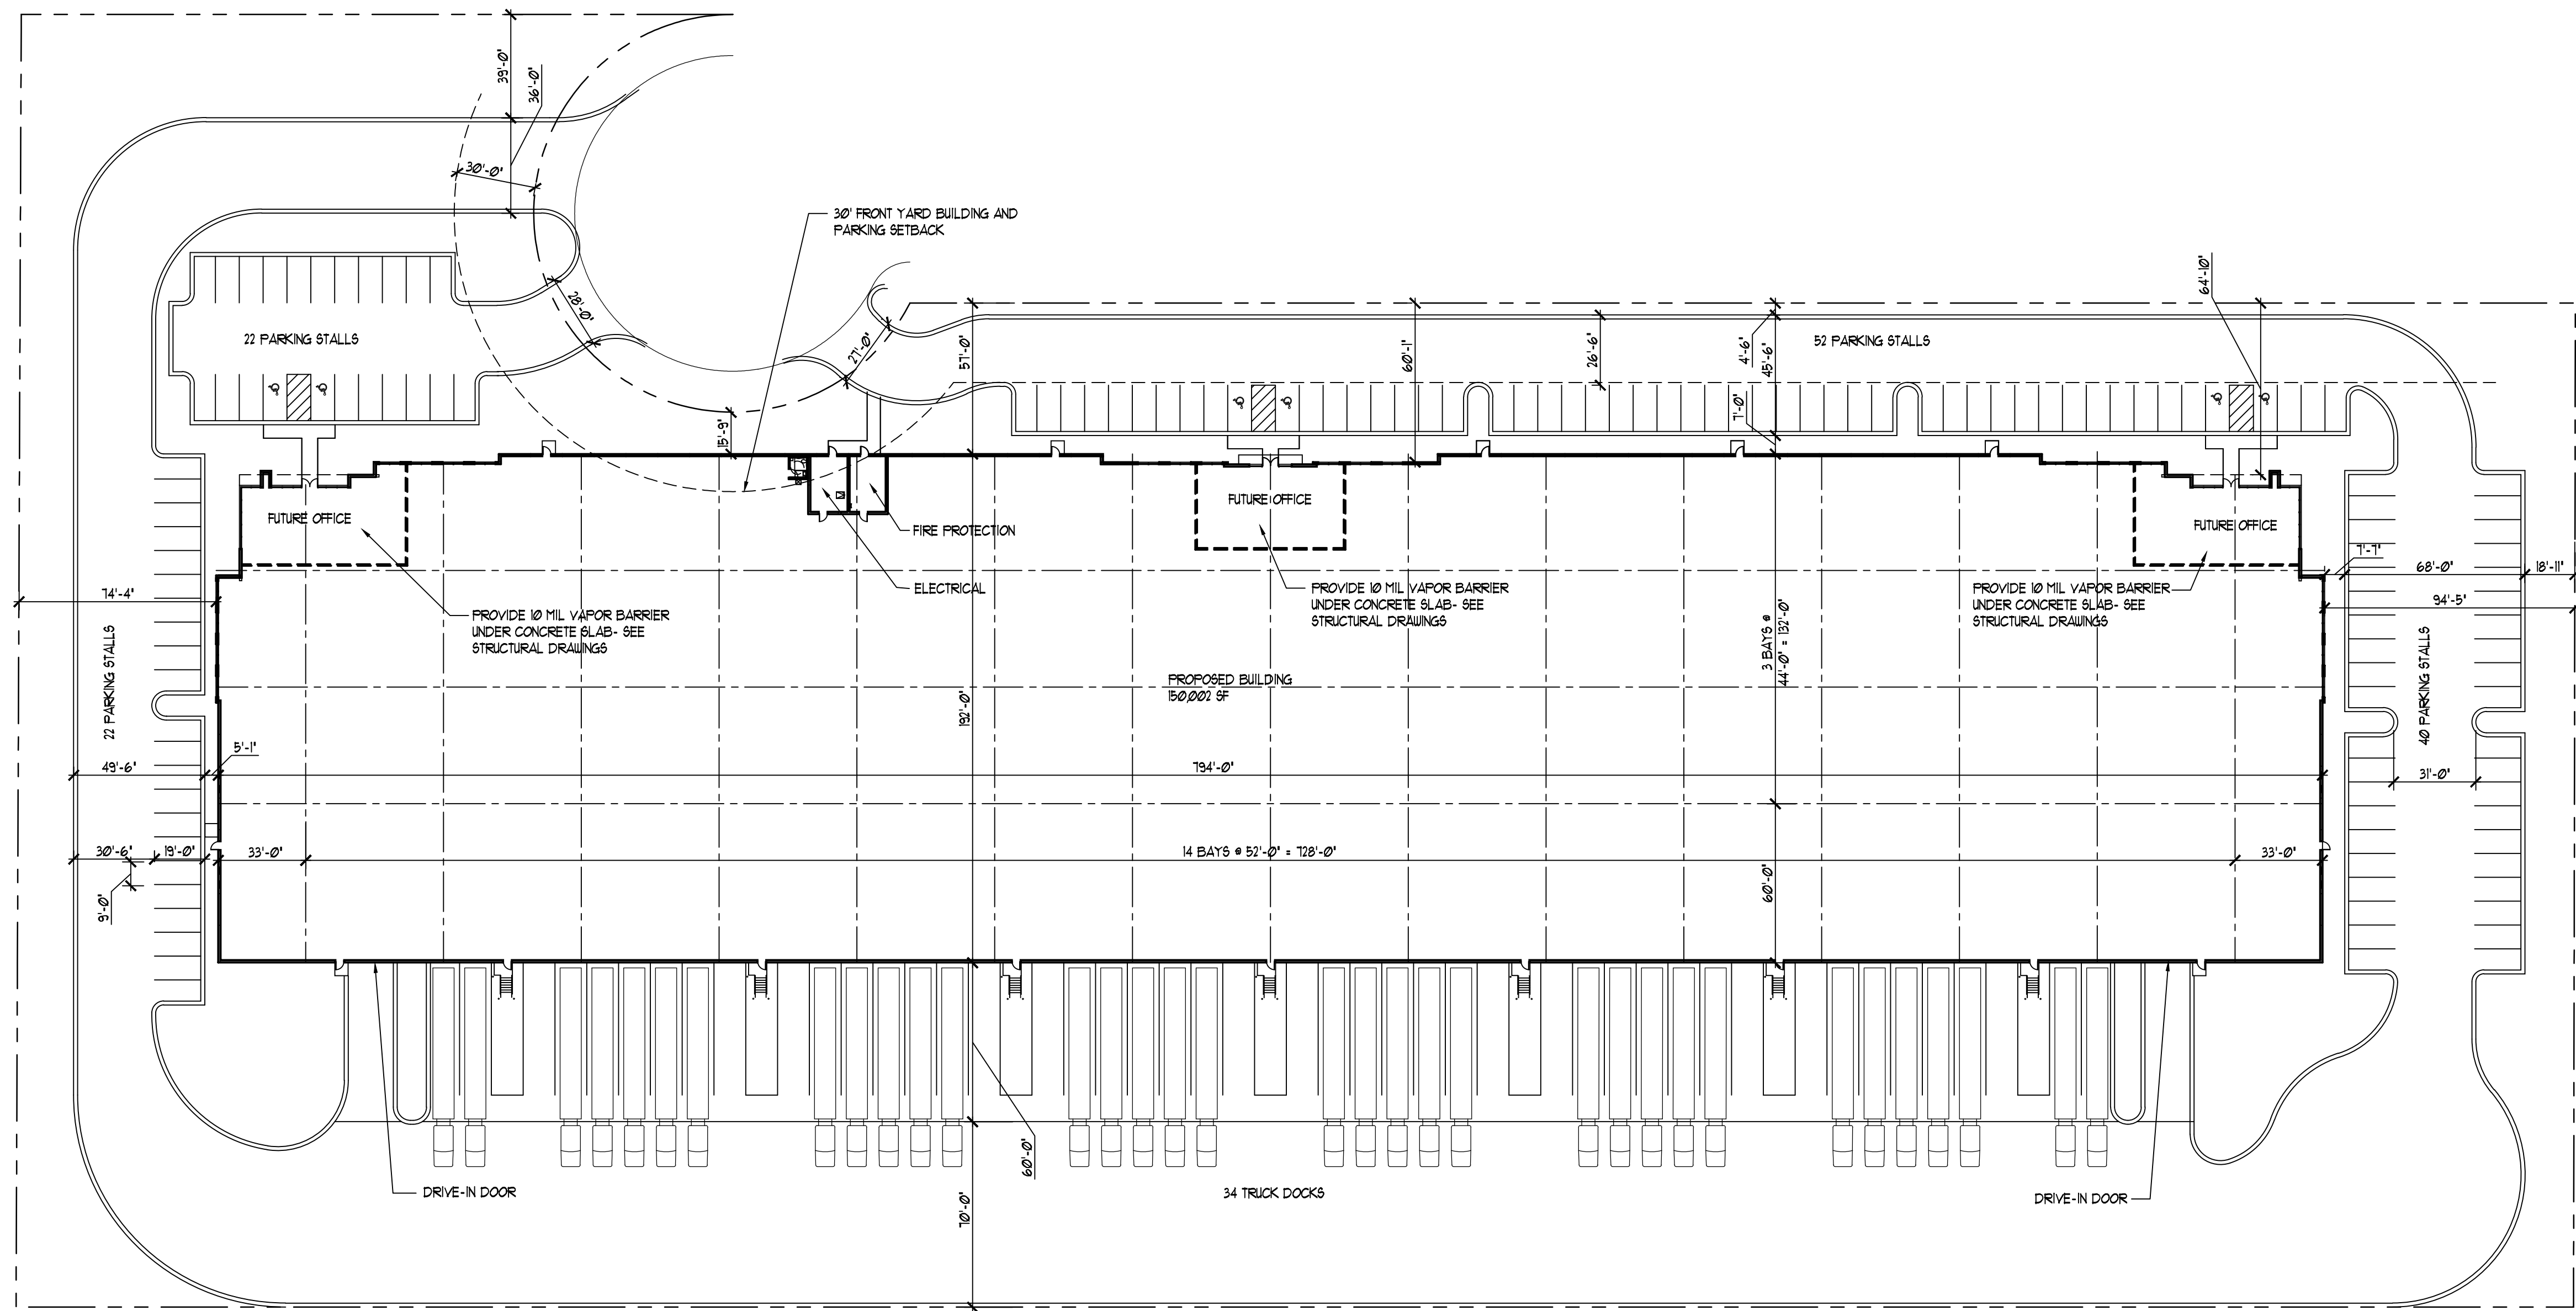 39'-0"
36'-0"
30'-0"
30' FRONT YARD BUILDING AND
PARKING SETBACK
28'-0"
27'-0"
22 PARKING STALLS
57'-0"
60'-1"
26'-6"
4'-6"
45'-6"
52 PARKING STALLS
64'-10"
15'-9"
7'-0"
FUTURE OFFICE
FUTURE OFFICE
FUTURE OFFICE
FIRE PROTECTION
ELECTRICAL
7'-7"
68'-0"
18'-11"
74'-4"
94'-5"
PROVIDE 10 MIL VAPOR BARRIER
UNDER CONCRETE SLAB- SEE
STRUCTURAL DRAWINGS
PROVIDE 10 MIL VAPOR BARRIER
UNDER CONCRETE SLAB- SEE
STRUCTURAL DRAWINGS
PROVIDE 10 MIL VAPOR BARRIER
UNDER CONCRETE SLAB- SEE
STRUCTURAL DRAWINGS
22 PARKING STALLS
3 BAYS @
44'-0" = 132'-0"
40 PARKING STALLS
PROPOSED BUILDING
150,002 SF
192'-0"
5'-1"
49'-6"
794'-0"
31'-0"
30'-6"
19'-0"
33'-0"
14 BAYS @ 52'-0" = 728'-0"
33'-0"
9'-0"
60'-0"
60'-0"
DRIVE-IN DOOR
34 TRUCK DOCKS
DRIVE-IN DOOR
70'-0"